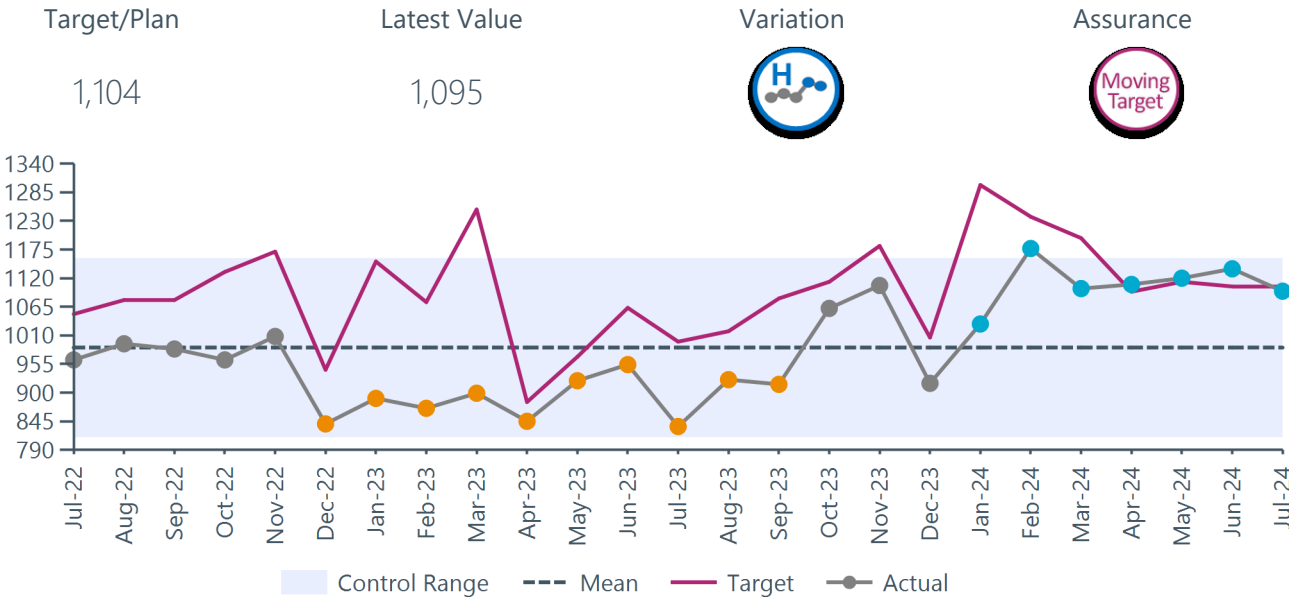 Target/Plan Latest Value Variation Assurance
1,104 1,095 H Moving Target
1340
1285
1230
1175
1120
1065
1010
955
900
845
790
Jul-22 Aug-22 Sep-22 Oct-22 Nov-22 Dec-22 Jan-23 Feb-23 Mar-23 Apr-23 May-23 Jun-23 Jul-23 Aug-23 Sep-23 Oct-23 Nov-23 Dec-23 Jan-24 Feb-24 Mar-24 Apr-24 May-24 Jun-24 Jul-24
Control Range Mean Target Actual